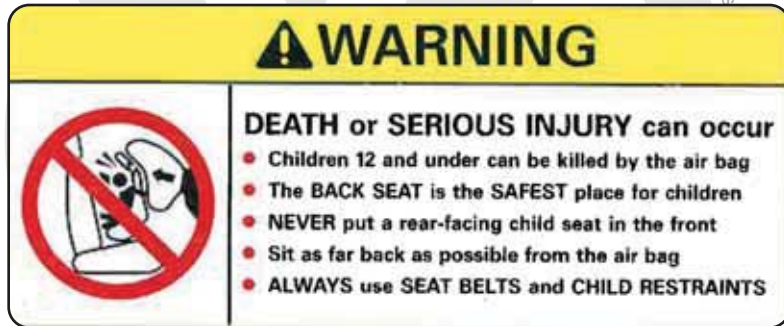 WARNING
DEATH or SERIOUS INJURY can occur
Children 12 and under can be killed by the air bag
The BACK SEAT is the SAFEST place for children
NEVER put a rear-facing child seat in the front
Sit as far back as possible from the air bag
ALWAYS use SEAT BELTS and CHILD RESTRAINTS